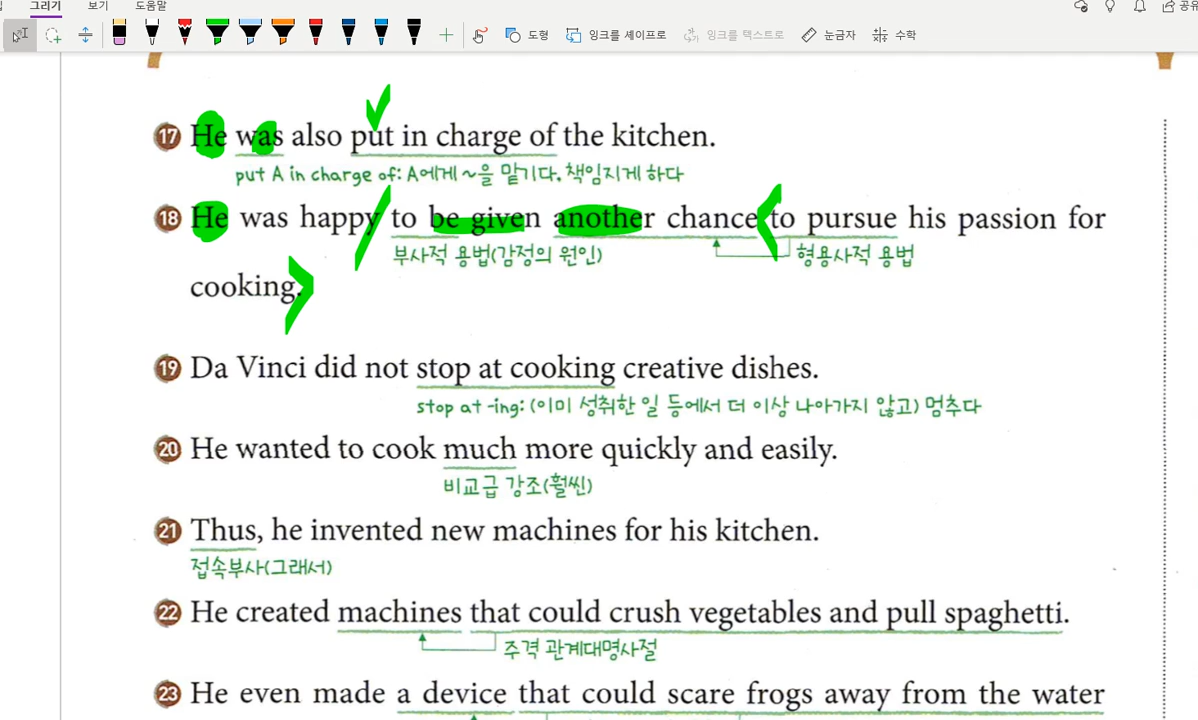 그리기 보기 도움말
공유
도형 잉크를 셰이프로 잉크를 텍스트로 눈금자 수학
17 He was also put in charge of the kitchen.
put A in charge of: A에게 ~을 맡기다, 책임지게 하다
18 He was happy to be given another chance to pursue his passion for
부사적 용법(감정의 원인) 형용사적 용법
cooking.
19 Da Vinci did not stop at cooking creative dishes.
stop at -ing: (이미 성취한 일 등에서 더 이상 나아가지 않고) 멈추다
20 He wanted to cook much more quickly and easily.
비교급 강조(훨씬)
21 Thus, he invented new machines for his kitchen.
접속부사(그래서)
22 He created machines that could crush vegetables and pull spaghetti.
주격 관계대명사절
23 He even made a device that could scare frogs away from the water